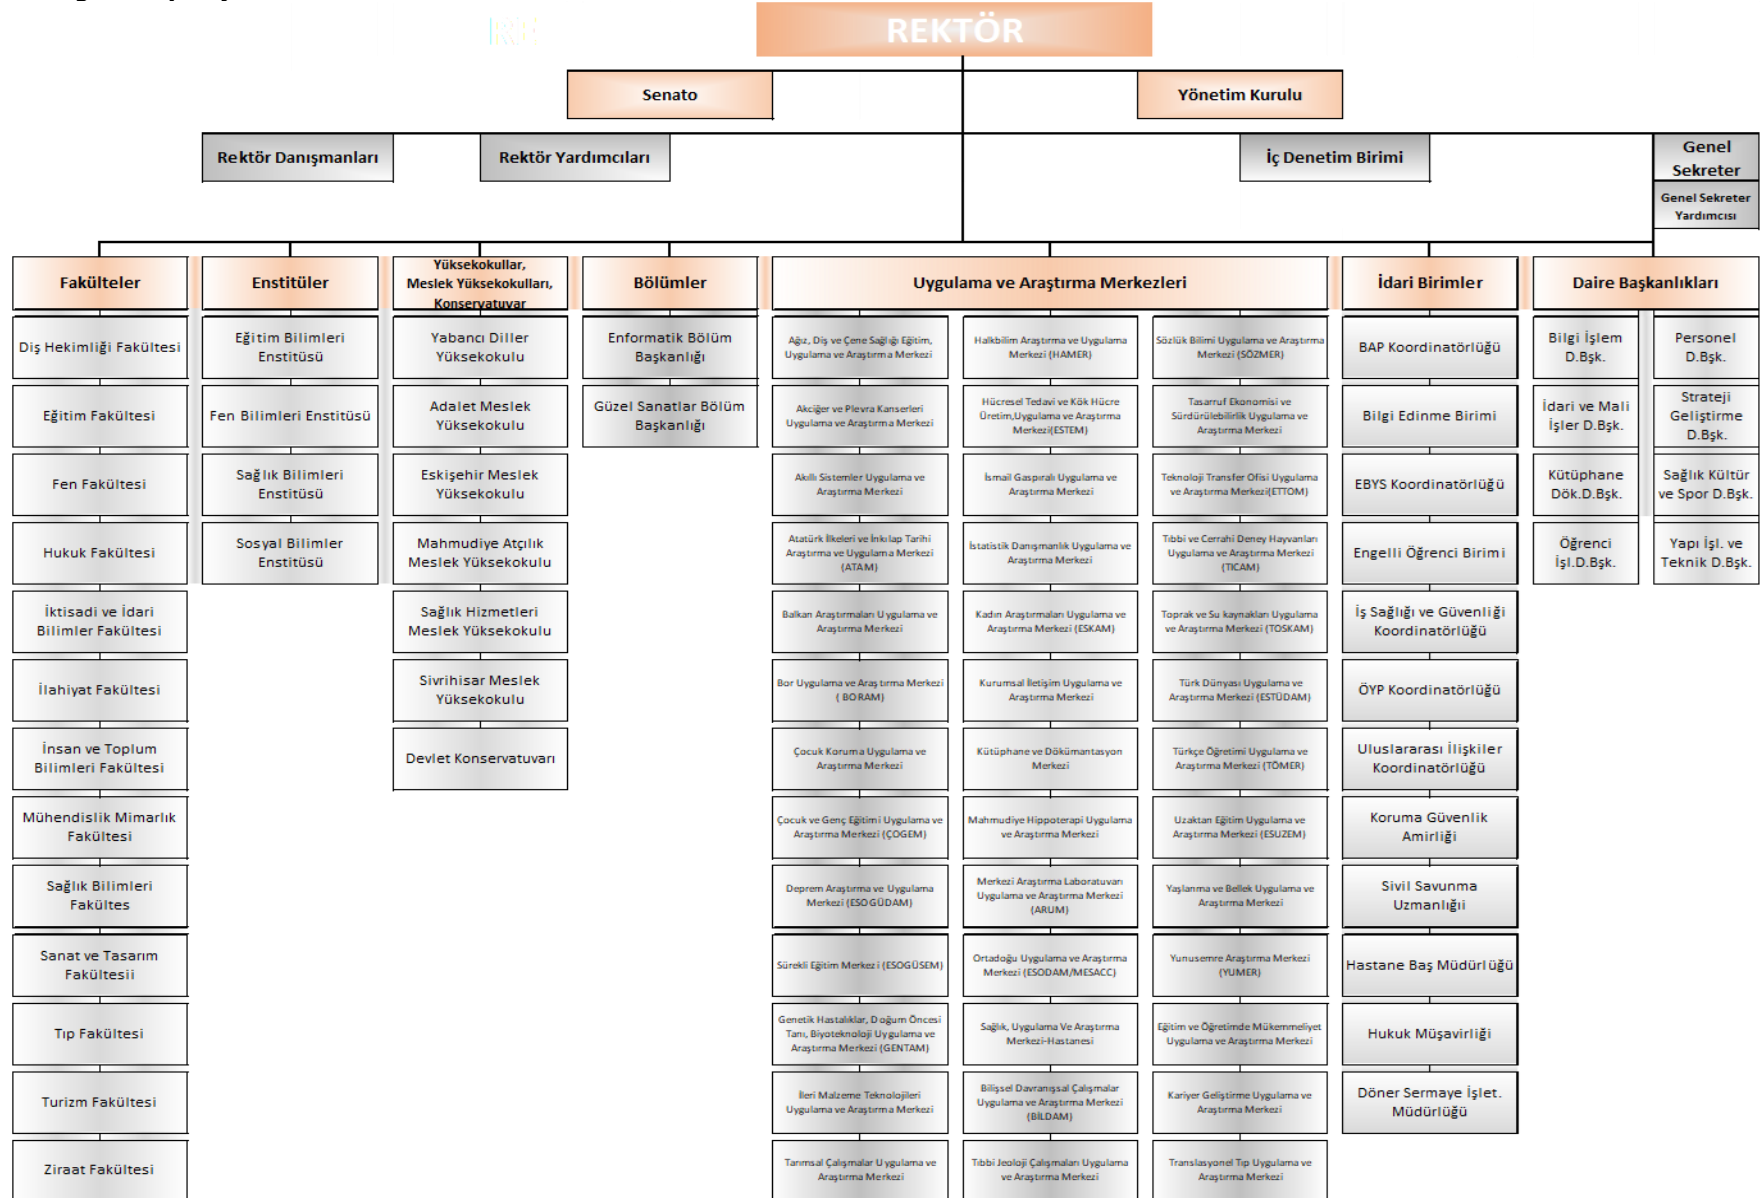 REKTÖR
Senato
Yönetim Kurulu
Rektör Danışmanları
Rektör Yardımcıları
İç Denetim Birimi
Genel
Sekreter
Genel Sekreter
Yardımcısı
Fakülteler
Diş Hekimliği Fakültesi
Eğitim Fakültesi
Fen Fakültesi
Hukuk Fakültesi
İktisadi ve İdari
Bilimler Fakültesi
İlahiyat Fakültesi
İnsan ve Toplum
Bilimleri Fakültesi
Mühendislik Mimarlık
Fakültesi
Sağlık Bilimleri
Fakültes
Sanat ve Tasarım
Fakültesii
Tıp Fakültesi
Turizm Fakültesi
Ziraat Fakültesi
Enstitüler
Eğitim Bilimleri
Enstitüsü
Fen Bilimleri Enstitüsü
Sağlık Bilimleri
Enstitüsü
Sosyal Bilimler
Enstitüsü
Yüksekokullar,
Meslek Yüksekokulları,
Konservatuvar
Yabancı Diller
Yüksekokulu
Adalet Meslek
Yüksekokulu
Eskişehir Meslek
Yüksekokulu
Mahmudiye Atçılık
Meslek Yüksekokulu
Sağlık Hizmetleri
Meslek Yüksekokulu
Sivrihisar Meslek
Yüksekokulu
Devlet Konservatuvarı
Bölümler
Enformatik Bölüm
Başkanlığı
Güzel Sanatlar Bölüm
Başkanlığı
Uygulama ve Araştırma Merkezleri
Ağız, Diş ve Çene Sağlığı Eğitim,
Uygulama ve Araştırma Merkezi
Akciğer ve Plevra Kanserleri
Uygulama ve Araştırma Merkezi
Akıllı Sistemler Uygulama ve
Araştırma Merkezi
Atatürk İlkeleri ve İnkılap Tarihi
Araştırma ve Uygulama Merkezi
(ATAM)
Balkan Araştırmaları Uygulama ve
Araştırma Merkezi
Bor Uygulama ve Araştırma Merkezi
( BORAM)
Çocuk Koruma Uygulama ve
Araştırma Merkezi
Çocuk ve Genç Eğitimi Uygulama ve
Araştırma Merkezi (ÇOGEM)
Deprem Araştırma ve Uygulama
Merkezi (ESOGÜDAM)
Sürekli Eğitim Merkezi (ESOGÜSEM)
Genetik Hastalıklar, Doğum Öncesi
Tanı, Biyoteknoloji Uygulama ve
Araştırma Merkezi (GENTAM)
İleri Malzeme Teknolojileri
Uygulama ve Araştırma Merkezi
Tarımsal Çalışmalar Uygulama ve
Araştırma Merkezi
Halkbilim Araştırma ve Uygulama
Merkezi (HAMER)
Hücresel Tedavi ve Kök Hücre
Üretim,Uygulama ve Araştırma
Merkezi(ESTEM)
İsmail Gaspıralı Uygulama ve
Araştırma Merkezi
İstatistik Danışmanlık Uygulama ve
Araştırma Merkezi
Kadın Araştırmaları Uygulama ve
Araştırma Merkezi (ESKAM)
Kurumsal İletişim Uygulama ve
Araştırma Merkezi
Kütüphane ve Dökümantasyon
Merkezi
Mahmudiye Hippoterapi Uygulama
ve Araştırma Merkezi
Merkezi Araştırma Laboratuvarı
Uygulama ve Araştırma Merkezi
(ARUM)
Ortadoğu Uygulama ve Araştırma
Merkezi (ESODAM/MESACC)
Sağlık, Uygulama Ve Araştırma
Merkezi-Hastanesi
Bilişsel Davranışsal Çalışmalar
Uygulama ve Araştırma Merkezi
(BİLDAM)
Tıbbi Jeoloji Çalışmaları Uygulama
ve Araştırma Merkezi
Sözlük Bilimi Uygulama ve Araştırma
Merkezi (SÖZMER)
Tasarruf Ekonomisi ve
Sürdürülebilirlik Uygulama ve
Araştırma Merkezi
Teknoloji Transfer Ofisi Uygulama
ve Araştırma Merkezi(ETTOM)
Tıbbi ve Cerrahi Deney Hayvanları
Uygulama ve Araştırma Merkezi
(TICAM)
Toprak ve Su kaynakları Uygulama
ve Araştırma Merkezi (TOSKAM)
Türk Dünyası Uygulama ve
Araştırma Merkezi (ESTÜDAM)
Türkçe Öğretimi Uygulama ve
Araştırma Merkezi (TÖMER)
Uzaktan Eğitim Uygulama ve
Araştırma Merkezi (ESUZEM)
Yaşlanma ve Bellek Uygulama ve
Araştırma Merkezi
Yunusemre Araştırma Merkezi
(YUMER)
Eğitim ve Öğretimde Mükemmeliyet
Uygulama ve Araştırma Merkezi
Kariyer Geliştirme Uygulama ve
Araştırma Merkezi
Translasyonel Tıp Uygulama ve
Araştırma Merkezi
İdari Birimler
BAP Koordinatörlüğü
Bilgi Edinme Birimi
EBYS Koordinatörlüğü
Engelli Öğrenci Birimi
İş Sağlığı ve Güvenliği
Koordinatörlüğü
ÖYP Koordinatörlüğü
Uluslararası İlişkiler
Koordinatörlüğü
Koruma Güvenlik
Amirliği
Sivil Savunma
Uzmanlığıi
Hastane Baş Müdürlüğü
Hukuk Müşavirliği
Döner Sermaye İşlet.
Müdürlüğü
Daire Başkanlıkları
Bilgi İşlem
D.Bşk.
İdari ve Mali
İşler D.Bşk.
Kütüphane
Dök.D.Bşk.
Öğrenci
İşl.D.Bşk.
Personel
D.Bşk.
Strateji
Geliştirme
D.Bşk.
Sağlık Kültür
ve Spor D.Bşk.
Yapı İşl. ve
Teknik D.Bşk.